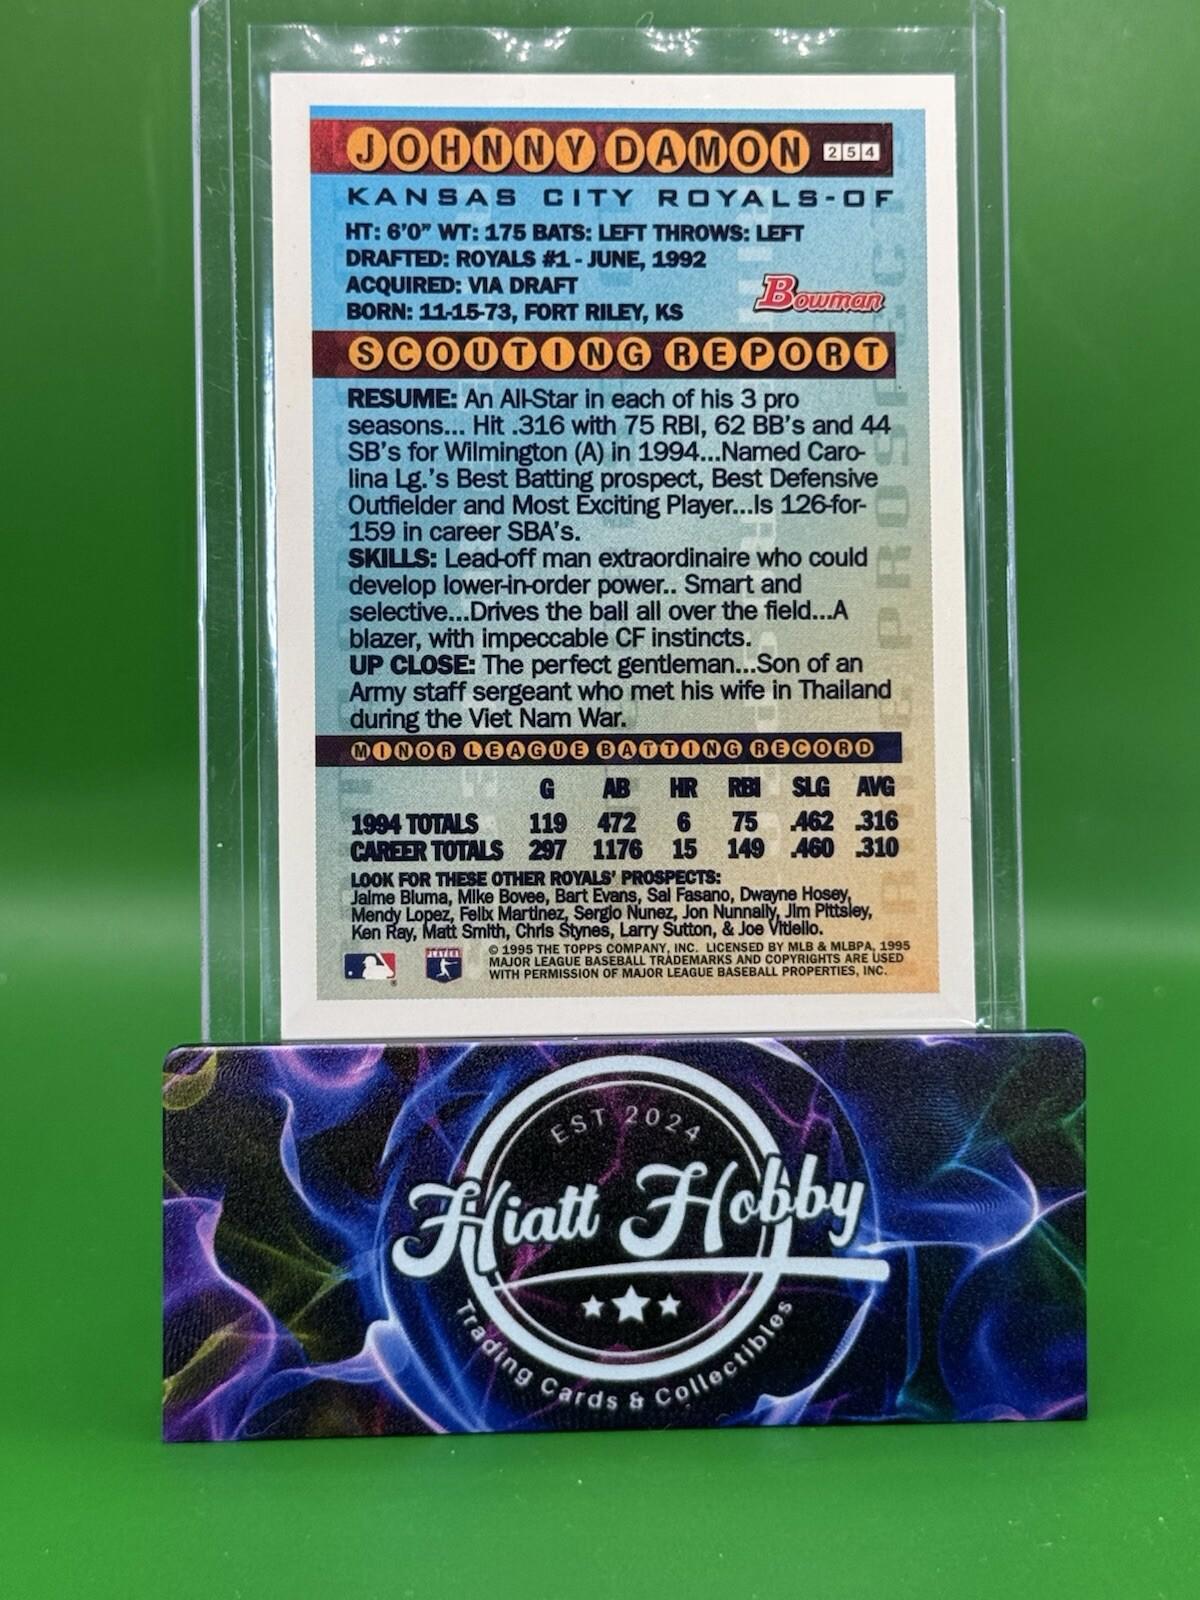 JOHNNY DAMON 254
KANSAS CITY ROYALS-OF
HT: 6'0" WT: 175 BATS: LEFT THROWS: LEFT
DRAFTED: ROYALS #1 - JUNE, 1992
ACQUIRED: VIA DRAFT
Bowman
BORN: 11-15-73, FORT RILEY, KS
SCOUTING REPORT
RESUME: An All-Star in each of his 3 pro
seasons... Hit .316 with 75 RBI, 62 BB's and 44
SB's for Wilmington (A) in 1994...Named Caro-
lina Lg.'s Best Batting prospect, Best Defensive
Outfielder and Most Exciting Player...Is 126-for-
159 in career SBA's.
SKILLS: Lead-off man extraordinaire who could
develop lower-in-order power.. Smart and
selective...Drives the ball all over the field...A
blazer, with impeccable CF instincts.
UP CLOSE: The perfect gentleman...Son of an
Army staff sergeant who met his wife in Thailand
during the Viet Nam War.
MINOR LEAGUE BATTING RECORD
G AB HR RBI SLG AVG
1994 TOTALS 119 472 6 75 .462 .316
CAREER TOTALS 297 1176 15 149 .460 .310
LOOK FOR THESE OTHER ROYALS' PROSPECTS:
Jaime Bluma, Mike Bovee, Bart Evans, Sal Fasano, Dwayne Hosey,
Mendy Lopez, Felix Martinez, Sergio Nunez, Jon Nunnally, Jim Pittsley,
Ken Ray, Matt Smith, Chris Stynes, Larry Sutton, & Joe Vitiello.
© 1995 THE TOPPS COMPANY, INC. LICENSED BY MLB & MLBPA, 1995
MAJOR LEAGUE BASEBALL TRADEMARKS AND COPYRIGHTS ARE USED
WITH PERMISSION OF MAJOR LEAGUE BASEBALL PROPERTIES, INC.
EST 2024
Hiatt Hobby
Trading Cards & Collectibles